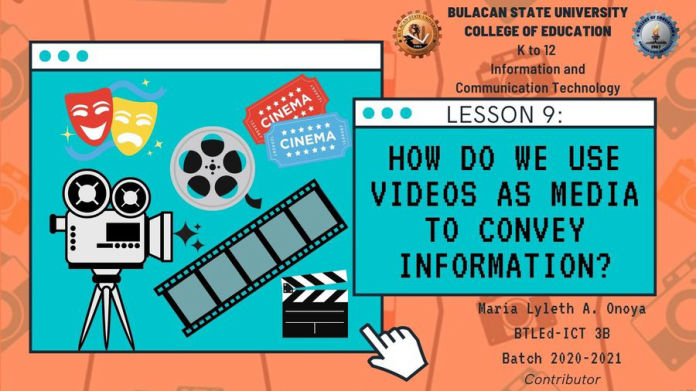 BULACAN STATE UNIVERSITY
COLLEGE OF EDUCATION
K to 12
Information and
Communication Technology
CINEMA
CINEMA
LESSON 9:
HOW DO WE USE
VIDEOS AS MEDIA
TO CONVEY
INFORMATION?
Maria Lyleth A. Onoya
BTLEd-ICT 3B
Batch 2020-2021
Contributor